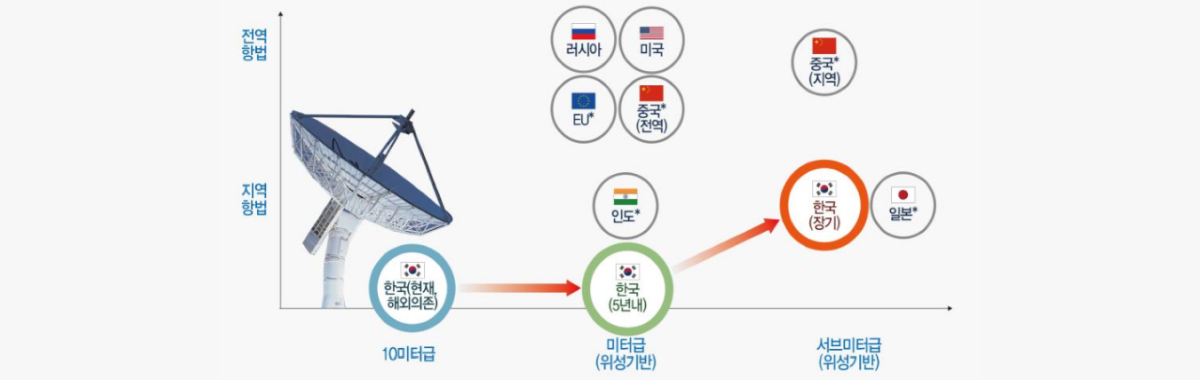 전역
항법
러시아
미국
중국*
(지역)
EU*
중국*
(전역)
지역
항법
인도*
한국
(장기)
일본*
한국(현재,
해외의존)
한국
(5년내)
10미터급
미터급
(위성기반)
서브미터급
(위성기반)